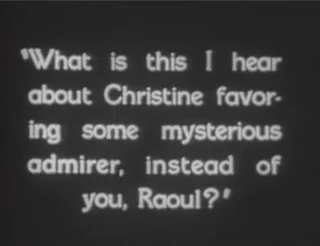 "What is this I hear
about Christine favor-
ing some mysterious
admirer, instead of
you, Raoul?"